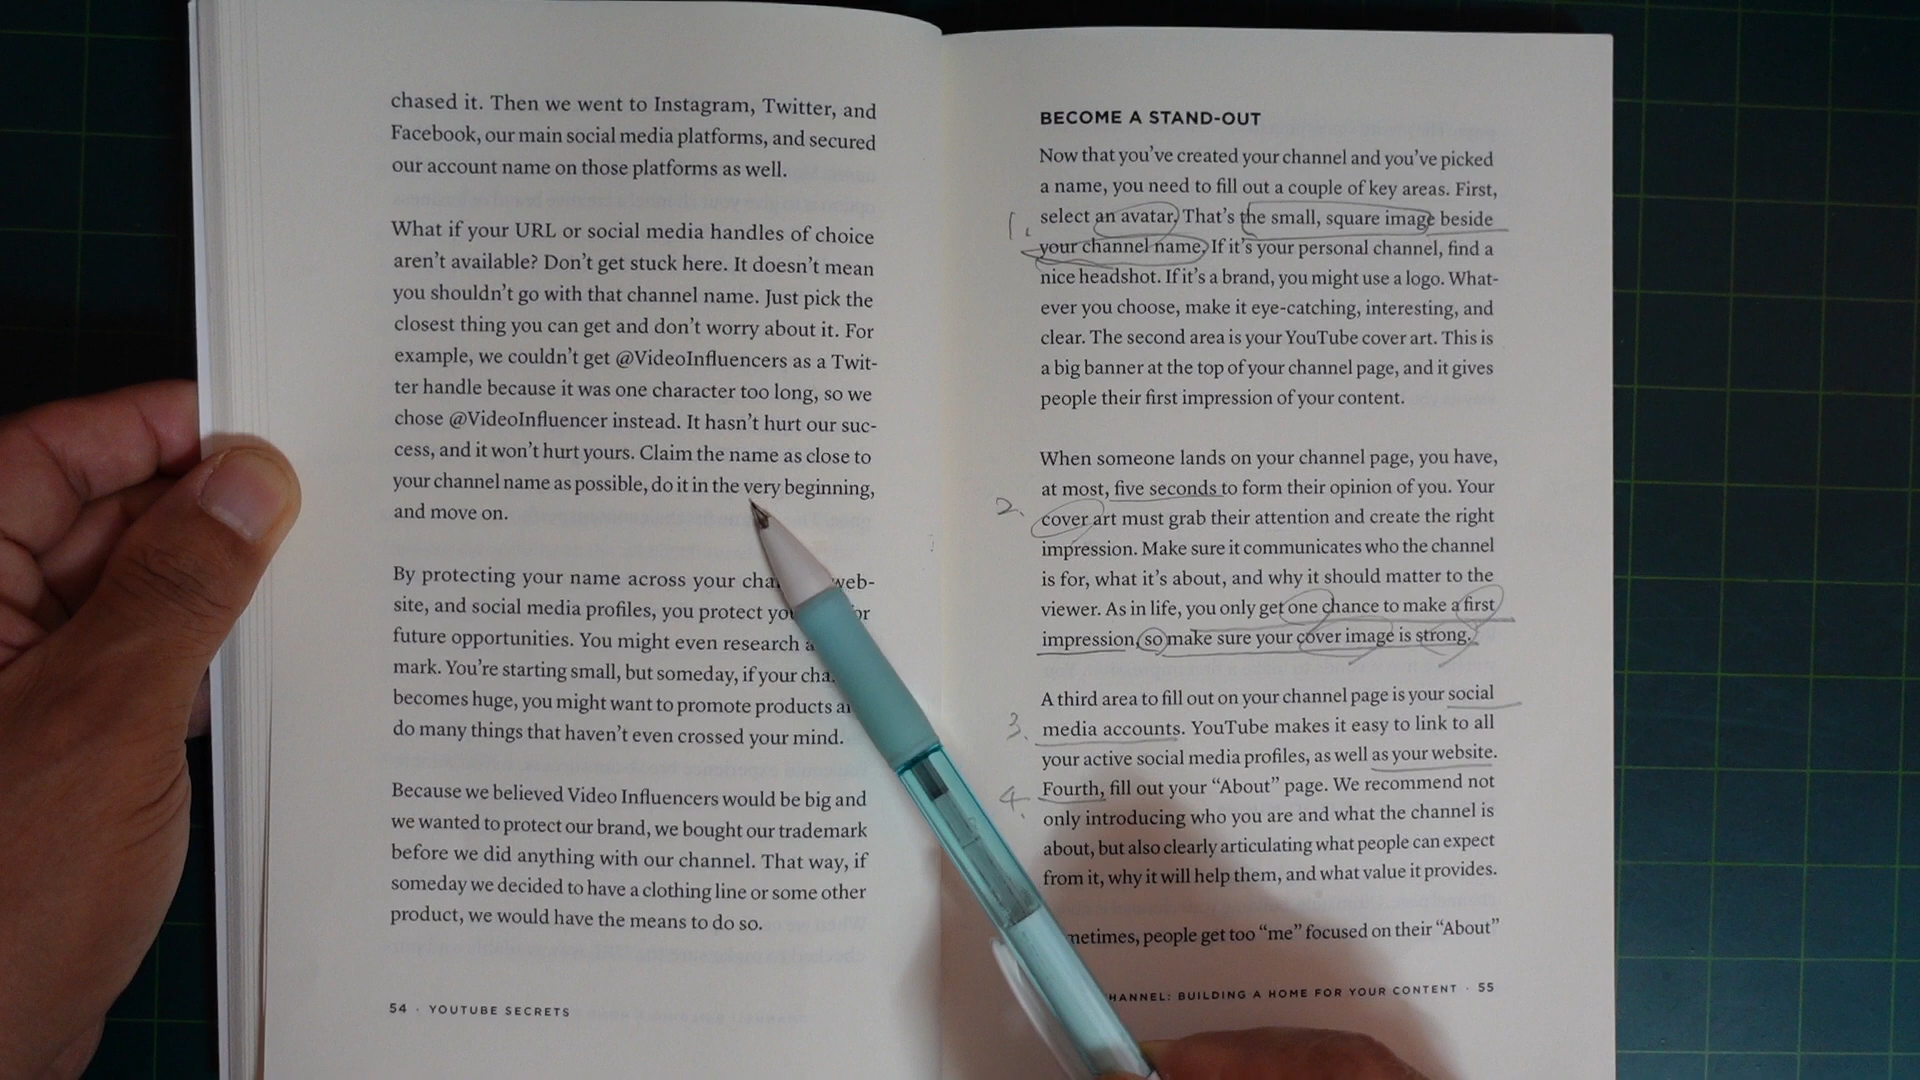 chased it. Then we went to Instagram, Twitter, and
Facebook, our main social media platforms, and secured
our account name on those platforms as well.
What if your URL or social media handles of choice
aren't available? Don't get stuck here. It doesn't mean
you shouldn't go with that channel name. Just pick the
closest thing you can get and don't worry about it. For
example, we couldn't get @VideoInfluencers as a Twit-
ter handle because it was one character too long, so we
chose @VideoInfluencer instead. It hasn't hurt our suc-
cess, and it won't hurt yours. Claim the name as close to
your channel name as possible, do it in the very beginning,
and move on.
By protecting your name across your web-
site, and social media profiles, you protect
future opportunities. You might even research
mark. You're starting small, but someday, if your
becomes huge, you might want to promote products
do many things that haven't even crossed your mind.
Because we believed Video Influencers would be big and
we wanted to protect our brand, we bought our trademark
before we did anything with our channel. That way, if
someday we decided to have a clothing line or some other
product, we would have the means to do so.
54 · YOUTUBE SECRETS
BECOME A STAND-OUT
Now that you've created your channel and you've picked
a name, you need to fill out a couple of key areas. First,
1. select an avatar. That's the small, square image beside
your channel name. If it's your personal channel, find a
nice headshot. If it's a brand, you might use a logo. What-
ever you choose, make it eye-catching, interesting, and
clear. The second area is your YouTube cover art. This is
a big banner at the top of your channel page, and it gives
people their first impression of your content.
When someone lands on your channel page, you have,
at most, five seconds to form their opinion of you. Your
2. cover art must grab their attention and create the right
impression. Make sure it communicates who the channel
is for, what it's about, and why it should matter to the
viewer. As in life, you only get one chance to make a first
impression, so make sure your cover image is strong.
A third area to fill out on your channel page is your social
3. media accounts. YouTube makes it easy to link to all
your active social media profiles, as well as your website.
4. Fourth, fill out your “About” page. We recommend not
only introducing who you are and what the channel is
about, but also clearly articulating what people can expect
from it, why it will help them, and what value it provides.
people get too “me” focused on their “About”
BUILDING A HOME FOR YOUR CONTENT · 55